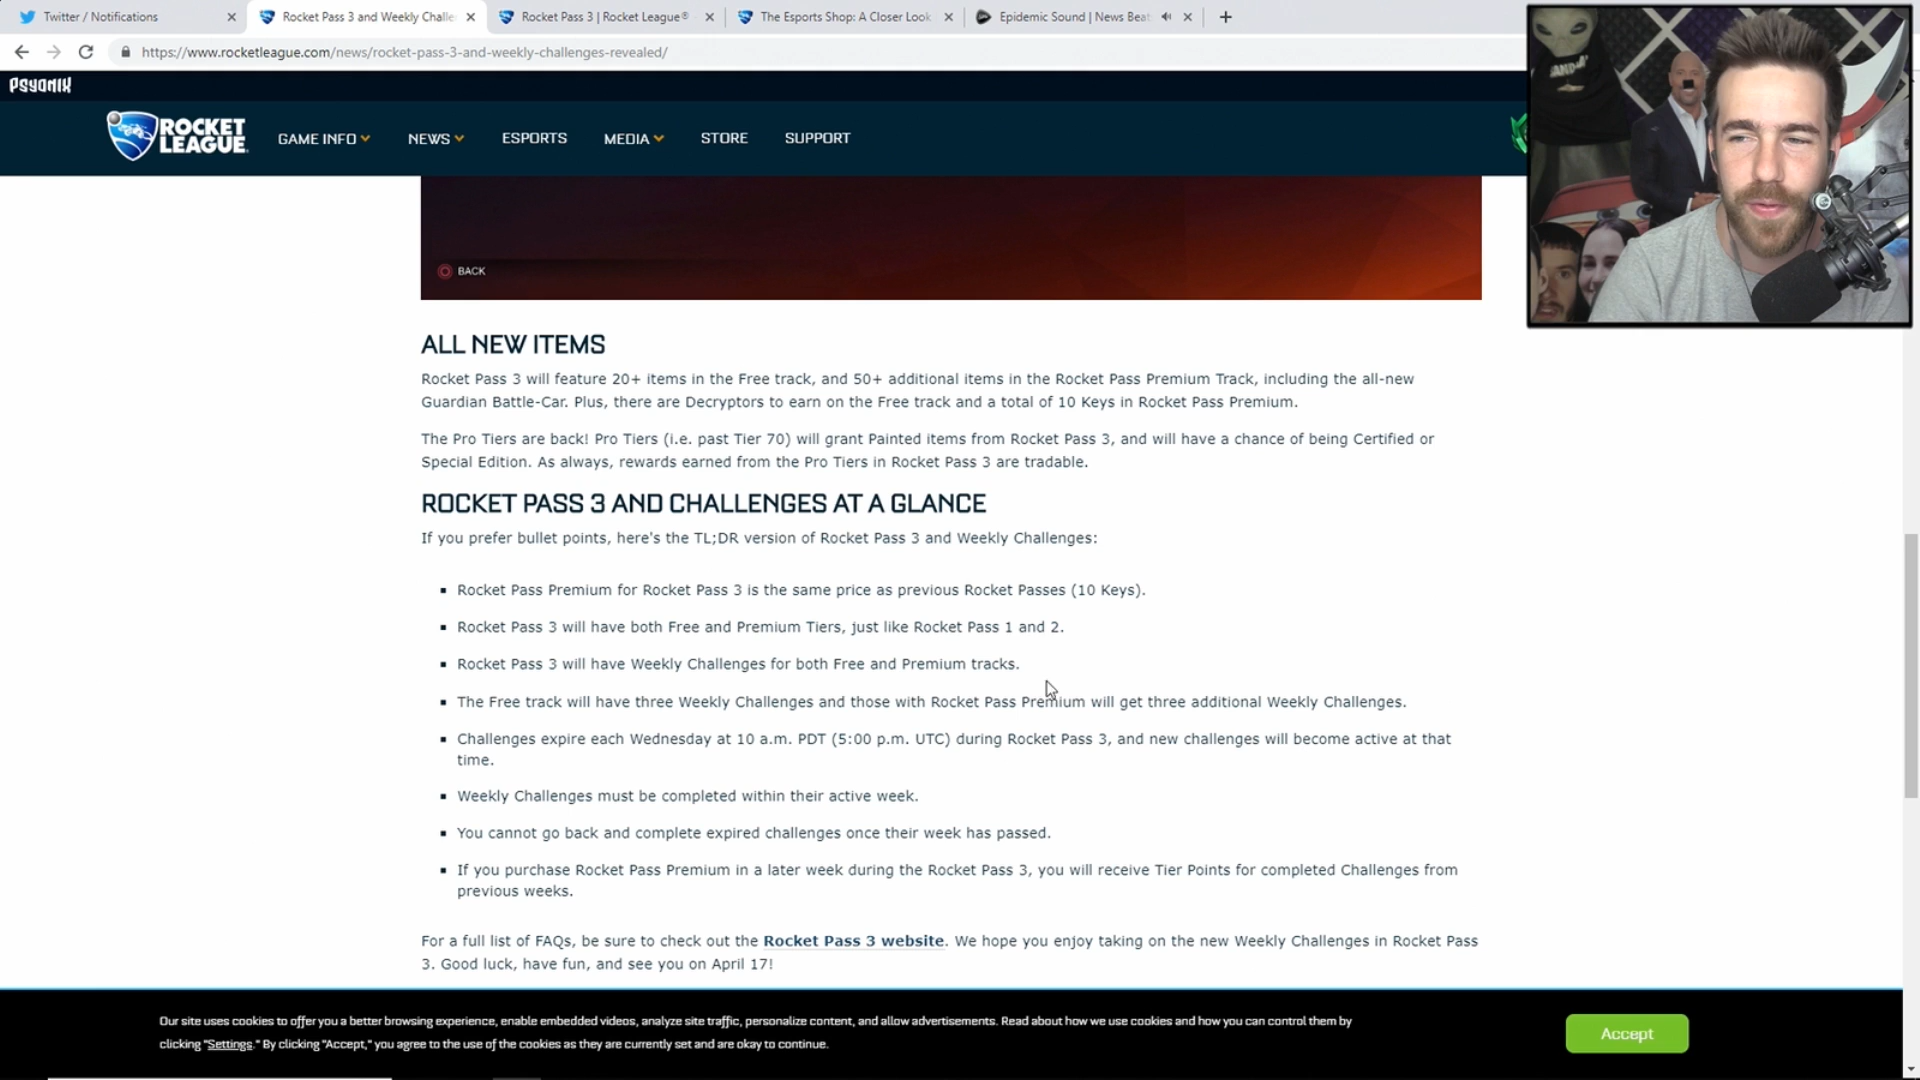 Twitter / Notifications
Rocket Pass 3 and Weekly Challe
Rocket Pass 3 | Rocket League®
The Esports Shop: A Closer Look
Epidemic Sound | News Beat
https://www.rocketleague.com/news/rocket-pass-3-and-weekly-challenges-revealed/
PSYONIX
ROCKET LEAGUE
GAME INFO NEWS ESPORTS MEDIA STORE SUPPORT
BACK
ALL NEW ITEMS
Rocket Pass 3 will feature 20+ items in the Free track, and 50+ additional items in the Rocket Pass Premium Track, including the all-new
Guardian Battle-Car. Plus, there are Decryptors to earn on the Free track and a total of 10 Keys in Rocket Pass Premium.
The Pro Tiers are back! Pro Tiers (i.e. past Tier 70) will grant Painted items from Rocket Pass 3, and will have a chance of being Certified or
Special Edition. As always, rewards earned from the Pro Tiers in Rocket Pass 3 are tradable.
ROCKET PASS 3 AND CHALLENGES AT A GLANCE
If you prefer bullet points, here's the TL;DR version of Rocket Pass 3 and Weekly Challenges:
▪ Rocket Pass Premium for Rocket Pass 3 is the same price as previous Rocket Passes (10 Keys).
▪ Rocket Pass 3 will have both Free and Premium Tiers, just like Rocket Pass 1 and 2.
▪ Rocket Pass 3 will have Weekly Challenges for both Free and Premium tracks.
▪ The Free track will have three Weekly Challenges and those with Rocket Pass Premium will get three additional Weekly Challenges.
▪ Challenges expire each Wednesday at 10 a.m. PDT (5:00 p.m. UTC) during Rocket Pass 3, and new challenges will become active at that
time.
▪ Weekly Challenges must be completed within their active week.
▪ You cannot go back and complete expired challenges once their week has passed.
▪ If you purchase Rocket Pass Premium in a later week during the Rocket Pass 3, you will receive Tier Points for completed Challenges from
previous weeks.
For a full list of FAQs, be sure to check out the Rocket Pass 3 website. We hope you enjoy taking on the new Weekly Challenges in Rocket Pass
3. Good luck, have fun, and see you on April 17!
Our site uses cookies to offer you a better browsing experience, enable embedded videos, analyze site traffic, personalize content, and allow advertisements. Read about how we use cookies and how you can control them by
clicking "Settings." By clicking "Accept," you agree to the use of the cookies as they are currently set and are okay to continue.
Accept